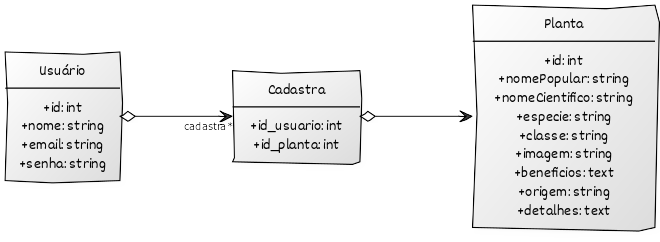 Usuário
+id: int
+nome: string
+email: string
+senha: string
cadastra*
Cadastra
+id_usuario: int
+id_planta: int
Planta
+id: int
+nomePopular: string
+nomeCientifico: string
+especie: string
+classe: string
+imagem: string
+beneficios: text
+origem: string
+detalhes: text